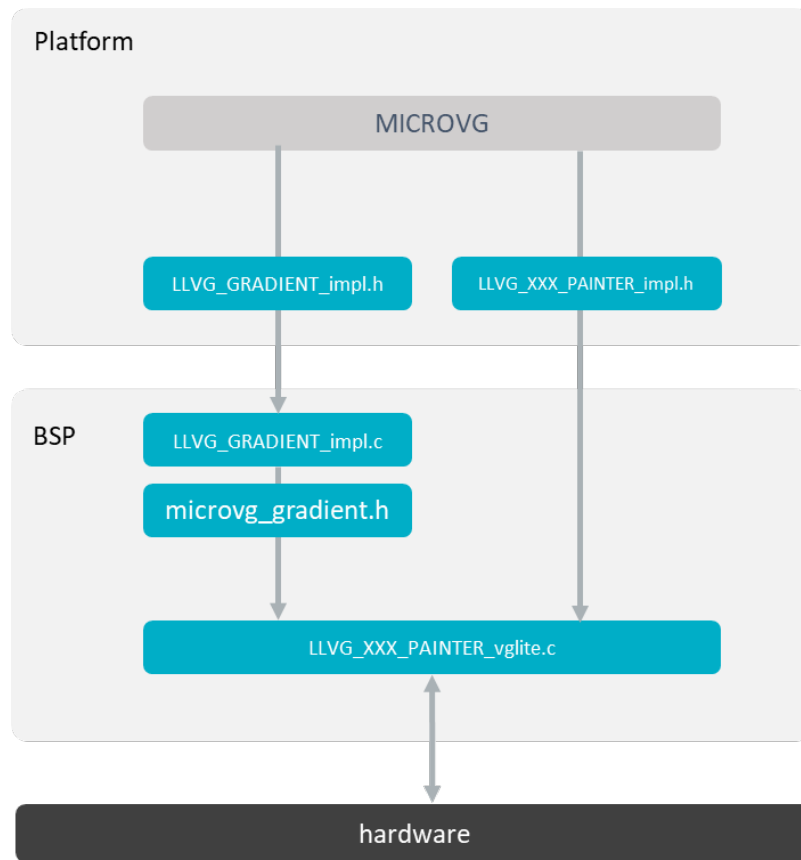 Platform
MICROVG
LLVG_GRADIENT_impl.h
LLVG_XXX_PAINTER_impl.h
BSP
LLVG_GRADIENT_impl.c
microvg_gradient.h
LLVG_XXX_PAINTER_vglite.c
hardware